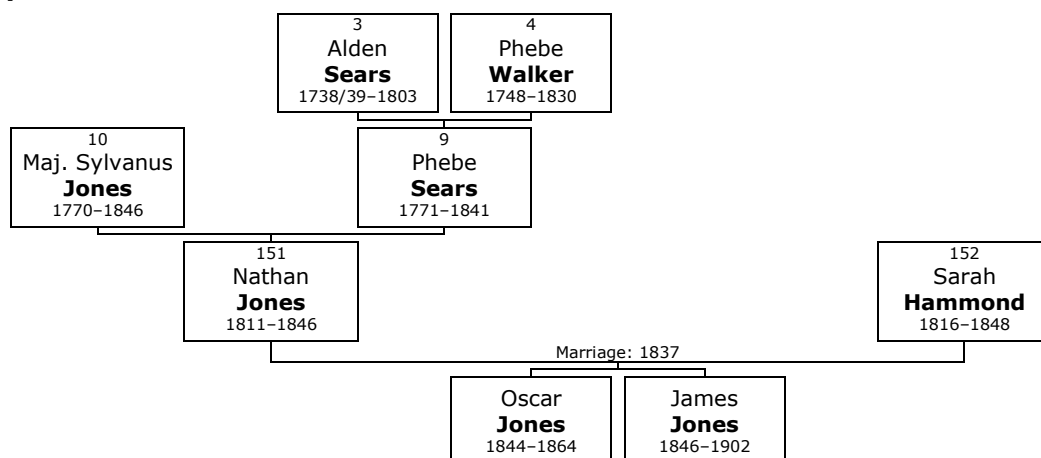 3
Alden
Sears
1738/39–1803
4
Phebe
Walker
1748–1830
10
Maj. Sylvanus
Jones
1770–1846
9
Phebe
Sears
1771–1841
151
Nathan
Jones
1811–1846
152
Sarah
Hammond
1816–1848
Marriage: 1837
Oscar
Jones
1844–1864
James
Jones
1846–1902